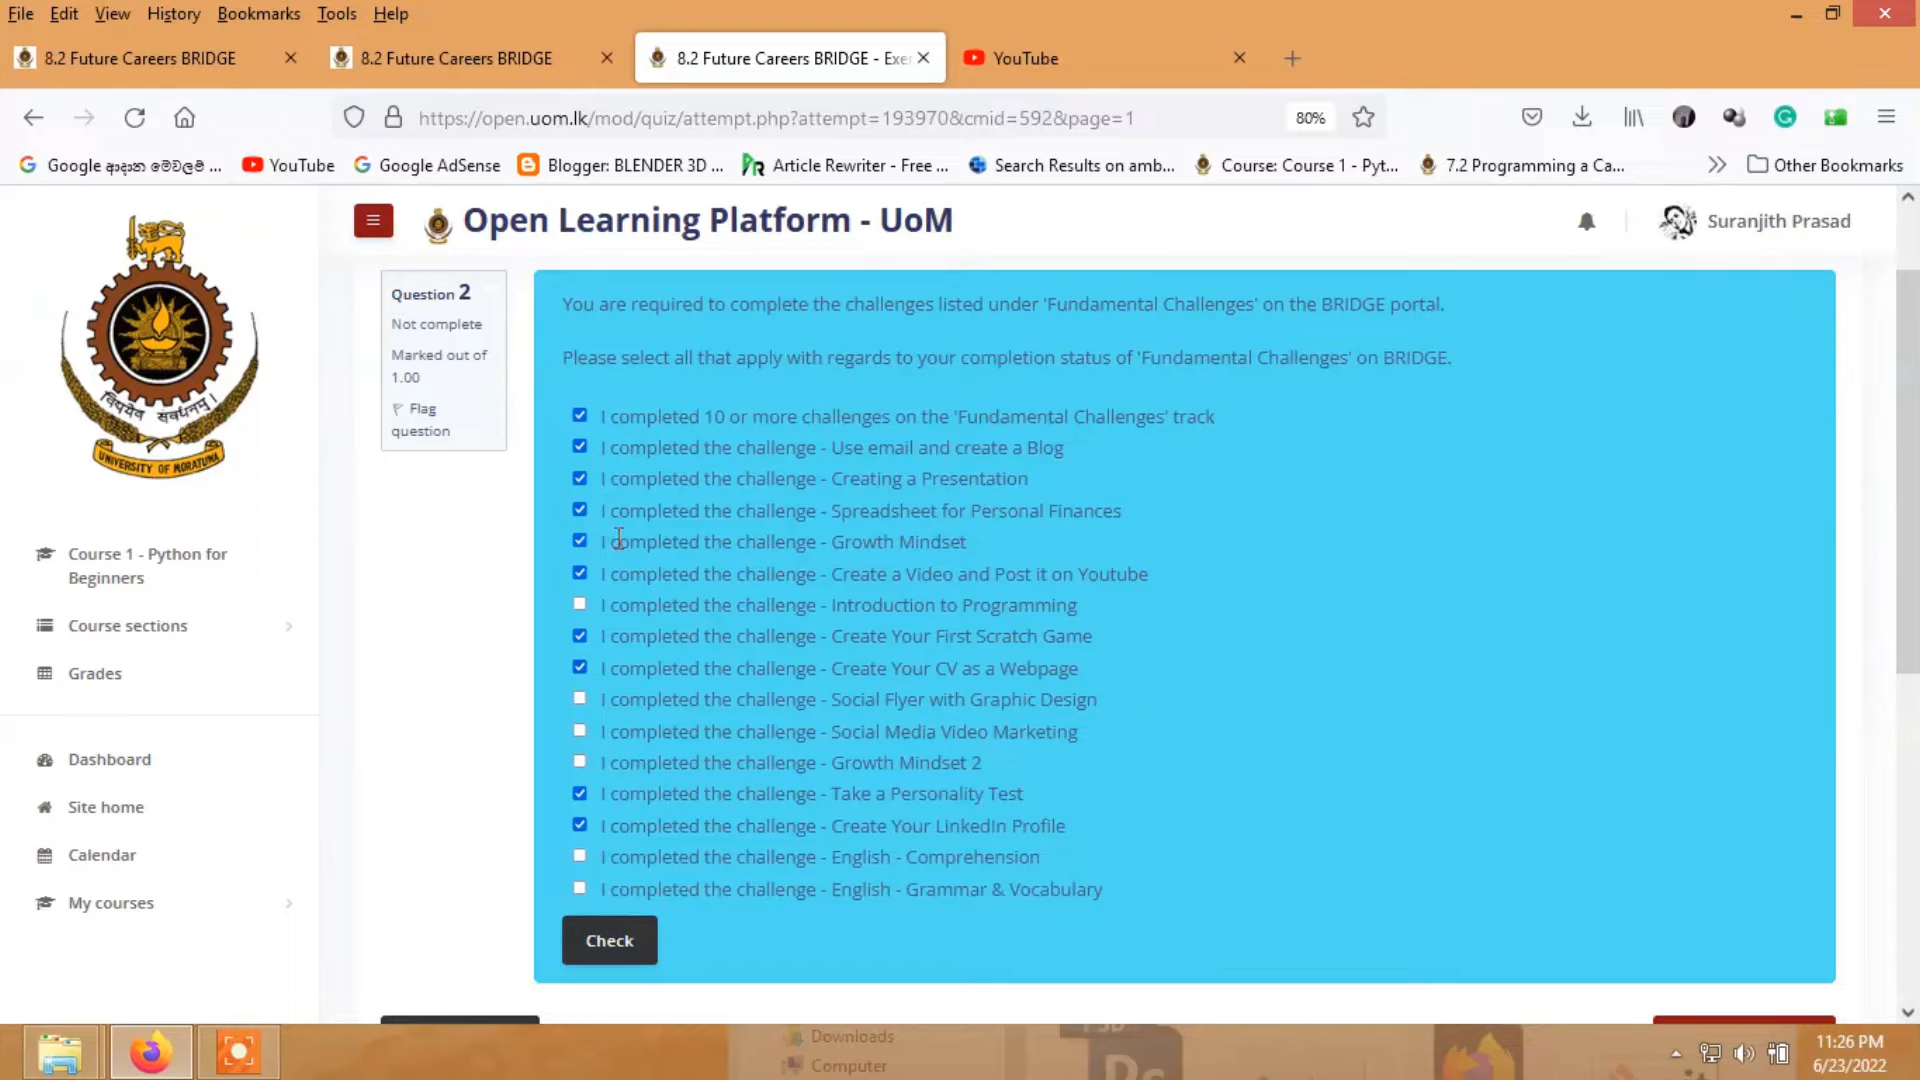 File Edit View History Bookmarks Tools Help
8.2 Future Careers BRIDGE
8.2 Future Careers BRIDGE
8.2 Future Careers BRIDGE - Exer
YouTube
https://open.uom.lk/mod/quiz/attempt.php?attempt=193970&cmid=592&page=1
80%
Google ආදායක මෙවලම් ...
YouTube
Google AdSense
Blogger: BLENDER 3D ...
Article Rewriter - Free ...
Search Results on amb...
Course: Course 1 - Pyt...
7.2 Programming a Ca...
Other Bookmarks
Open Learning Platform - UoM
Suranjith Prasad
UNIVERSITY OF MORATUWA
Course 1 - Python for
Beginners
Course sections
Grades
Dashboard
Site home
Calendar
My courses
Question 2
Not complete
Marked out of
1.00
Flag
question
You are required to complete the challenges listed under 'Fundamental Challenges' on the BRIDGE portal.
Please select all that apply with regards to your completion status of 'Fundamental Challenges' on BRIDGE.
I completed 10 or more challenges on the 'Fundamental Challenges' track
I completed the challenge - Use email and create a Blog
I completed the challenge - Creating a Presentation
I completed the challenge - Spreadsheet for Personal Finances
I completed the challenge - Growth Mindset
I completed the challenge - Create a Video and Post it on Youtube
I completed the challenge - Introduction to Programming
I completed the challenge - Create Your First Scratch Game
I completed the challenge - Create Your CV as a Webpage
I completed the challenge - Social Flyer with Graphic Design
I completed the challenge - Social Media Video Marketing
I completed the challenge - Growth Mindset 2
I completed the challenge - Take a Personality Test
I completed the challenge - Create Your LinkedIn Profile
I completed the challenge - English - Comprehension
I completed the challenge - English - Grammar & Vocabulary
Check
Downloads
Computer
11:26 PM
6/23/2022